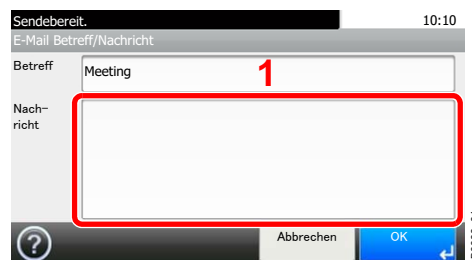 Sendebereit. 10:10
E-Mail Betreff/Nachricht
Betreff Meeting 1
Nach-
richt
? Abbrechen OK